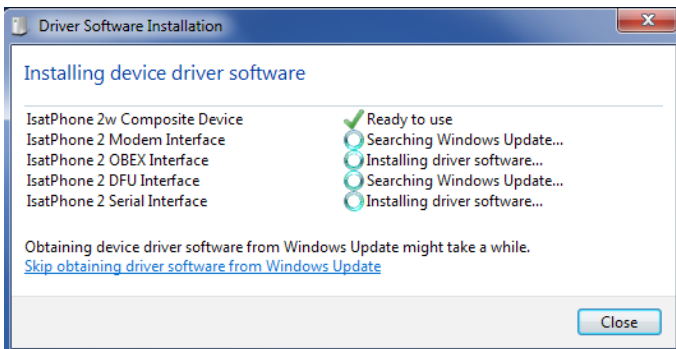 Driver Software Installation
Installing device driver software
IsatPhone 2w Composite Device Ready to use
IsatPhone 2 Modem Interface Searching Windows Update...
IsatPhone 2 OBEX Interface Installing driver software...
IsatPhone 2 DFU Interface Searching Windows Update...
IsatPhone 2 Serial Interface Installing driver software...
Obtaining device driver software from Windows Update might take a while.
Skip obtaining driver software from Windows Update
Close